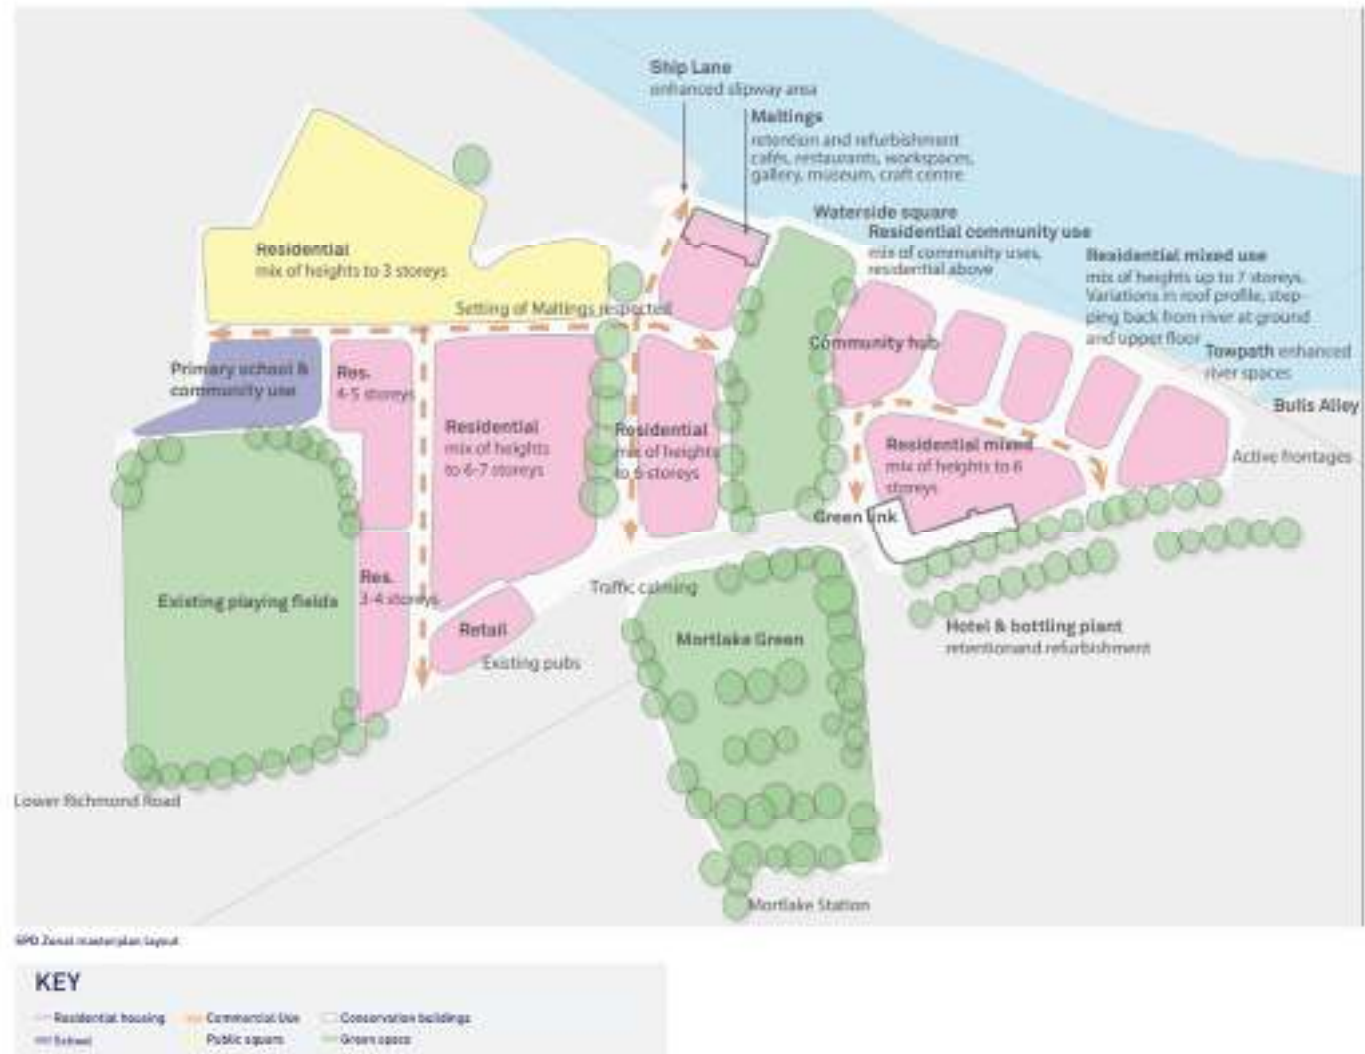 Ship Lane
enhanced slipway area
Maltings
retention and refurbishment
cafés, restaurants, workspaces,
gallery, museum, craft centre
Waterside square
Residential community use
mix of community uses,
residential above
Residential mixed use
mix of heights up to 7 storeys.
Variations in roof profile, step-
ping back from river at ground
and upper floor
Towpath enhanced
river spaces
Bulls Alley
Active frontages
Residential
mix of heights to 3 storeys
Setting of Maltings respected
Primary school &
community use
Res.
4-5 storeys
Residential
mix of heights
to 6-7 storeys
Residential
mix of heights
to 6 storeys
Community hub
Residential mixed
mix of heights to 6
storeys
Green link
Existing playing fields
Res.
3-4 storeys
Retail
Existing pubs
Traffic calming
Mortlake Green
Hotel & bottling plant
retentionand refurbishment
Lower Richmond Road
Mortlake Station
SPD Zonal masterplan layout
KEY
Residential housing
Commercial Use
Conservation buildings
School
Public square
Green space